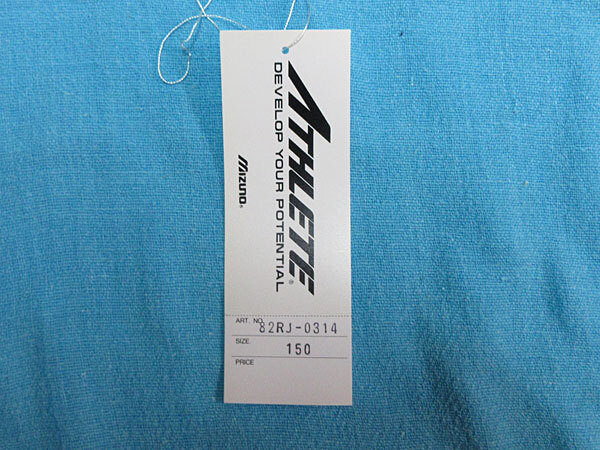 ATHLETE®
DEVELOP YOUR POTENTIAL
MIZUNO®
ART. NO. 82RJ-0314
SIZE. 150
PRICE